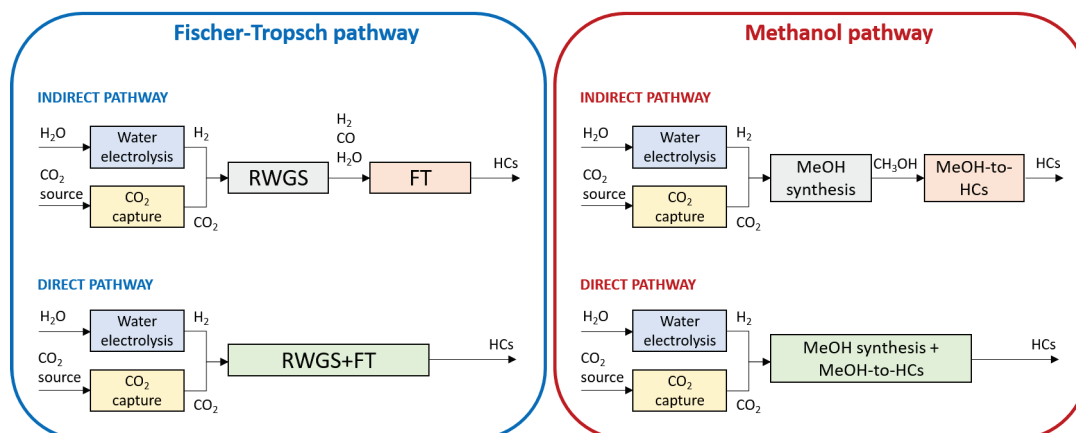 Fischer-Tropsch pathway
INDIRECT PATHWAY
H₂O
Water
electrolysis
H₂
CO₂
source
CO₂
capture
CO₂
RWGS
H₂
CO
H₂O
FT
HCs
DIRECT PATHWAY
H₂O
Water
electrolysis
H₂
CO₂
source
CO₂
capture
CO₂
RWGS+FT
HCs
Methanol pathway
INDIRECT PATHWAY
H₂O
Water
electrolysis
H₂
CO₂
source
CO₂
capture
CO₂
MeOH
synthesis
CH₃OH
MeOH-to-
HCs
HCs
DIRECT PATHWAY
H₂O
Water
electrolysis
H₂
CO₂
source
CO₂
capture
CO₂
MeOH synthesis +
MeOH-to-HCs
HCs